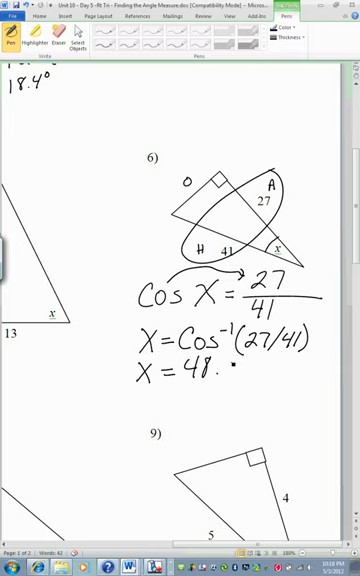 Unit 10 - Day 5 - Rt Tri - Finding the Angle Measure.doc [Compatibility Mode] - Micros...
File Home Insert Page Layout References Mailings Review View Pens
Pen Highlighter Eraser Select Objects
Color
Thickness
Write Pens Pens
18.4°
6)
O A
27
x
H 41
13
x
Cos X = 27/41
X = Cos⁻¹(27/41)
X = 48.
9)
4
5
Page: 1 of 2 Words: 42 200%
10:18 PM
5/3/2012